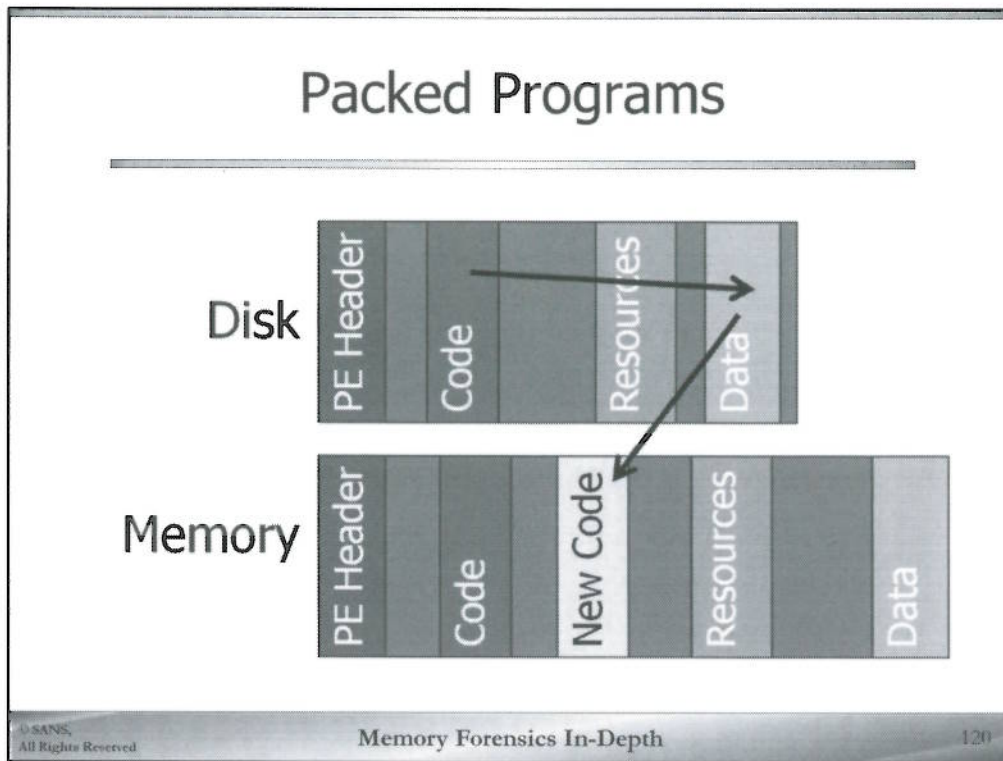 Packed Programs
Disk
PE Header
Code
Resources
Data
Memory
PE Header
Code
New Code
Resources
Data
© SANS,
All Rights Reserved
Memory Forensics In-Depth
120